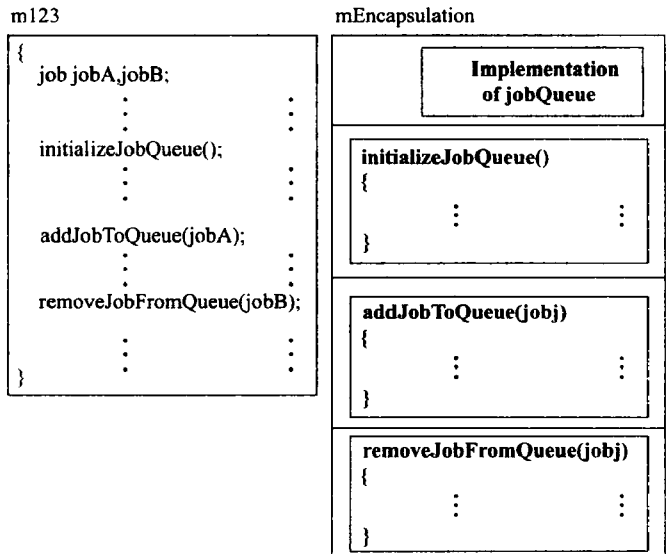 m123
{
job jobA,jobB;
initializeJobQueue();
addJobToQueue(jobA);
removeJobFromQueue(jobB);
}
mEncapsulation
Implementation
of jobQueue
initializeJobQueue()
{
}
addJobToQueue(jobj)
{
}
removeJobFromQueue(jobj)
{
}